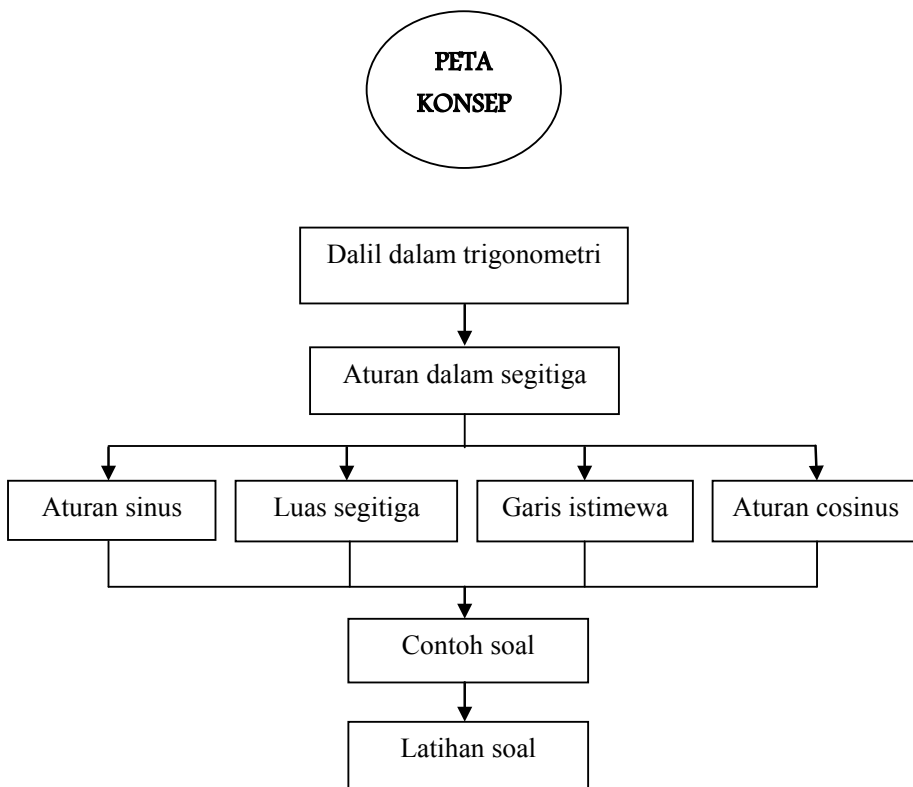 PETA
KONSEP
Dalil dalam trigonometri
Aturan dalam segitiga
Aturan sinus
Luas segitiga
Garis istimewa
Aturan cosinus
Contoh soal
Latihan soal